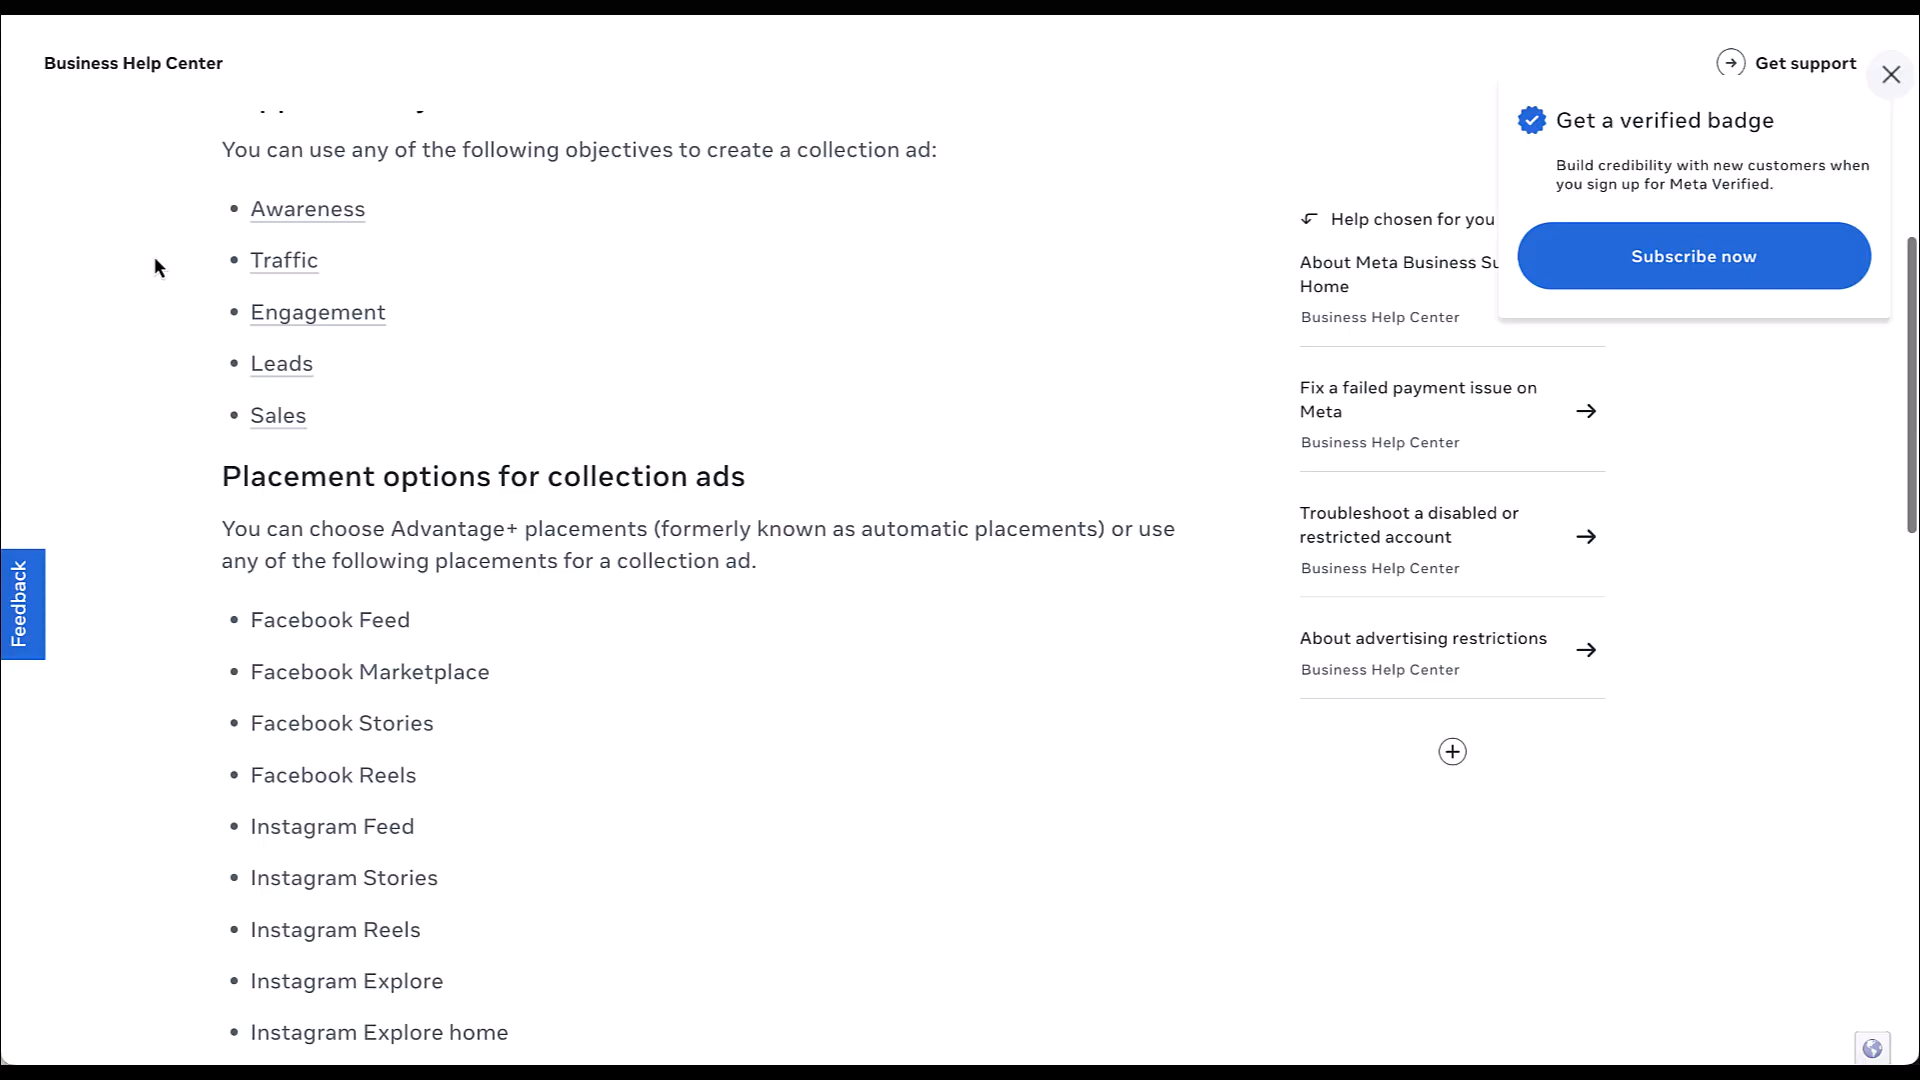 Business Help Center
Get support
You can use any of the following objectives to create a collection ad:
Awareness
Traffic
Engagement
Leads
Sales
Placement options for collection ads
You can choose Advantage+ placements (formerly known as automatic placements) or use
any of the following placements for a collection ad.
Facebook Feed
Facebook Marketplace
Facebook Stories
Facebook Reels
Instagram Feed
Instagram Stories
Instagram Reels
Instagram Explore
Instagram Explore home
Feedback
Get a verified badge
Build credibility with new customers when
you sign up for Meta Verified.
Subscribe now
Help chosen for you
About Meta Business Su
Home
Business Help Center
Fix a failed payment issue on
Meta
Business Help Center
Troubleshoot a disabled or
restricted account
Business Help Center
About advertising restrictions
Business Help Center